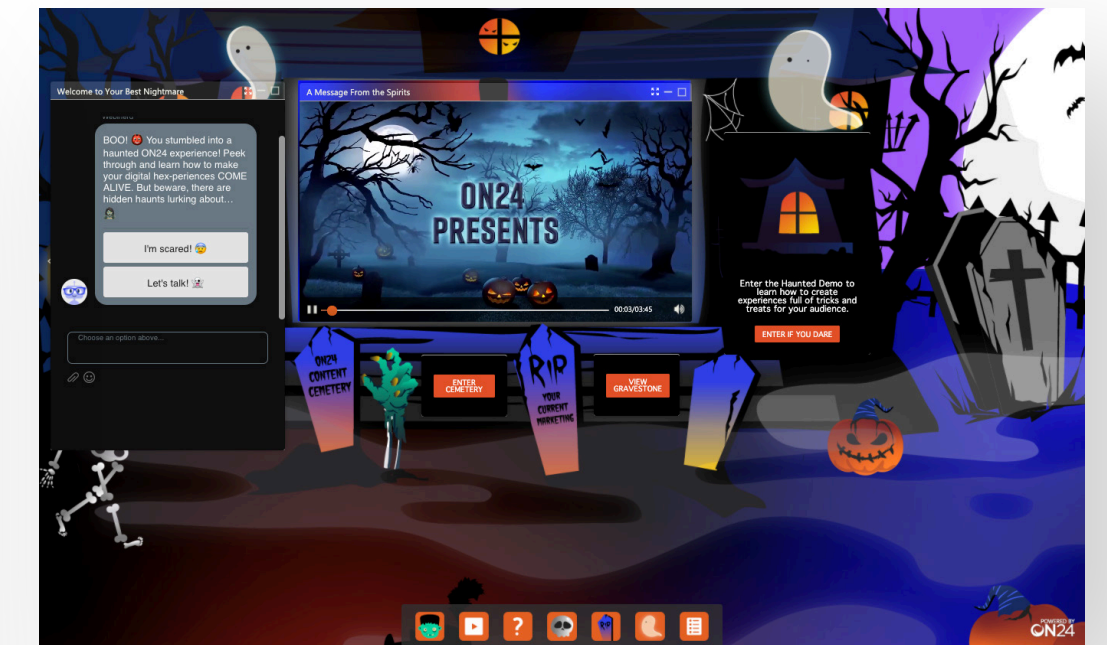 Welcome to Your Best Nightmare
BOO! 👹 You stumbled into a
haunted ON24 experience! Peek
through and learn how to make
your digital hex-periences COME
ALIVE. But beware, there are
hidden haunts lurking about...
I'm scared! 😰
Let's talk!
Choose an option above...
A Message From the Spirits
ON24
PRESENTS
00:03/03:45
Enter the Haunted Demo to
learn how to create
experiences full of tricks and
treats for your audience.
ENTER IF YOU DARE
ON24
CONTENT
CEMETERY
ENTER
CEMETERY
RIP
YOUR
CURRENT
MARKETING
VIEW
GRAVESTONE
?
RIP
POWERED BY
ON24